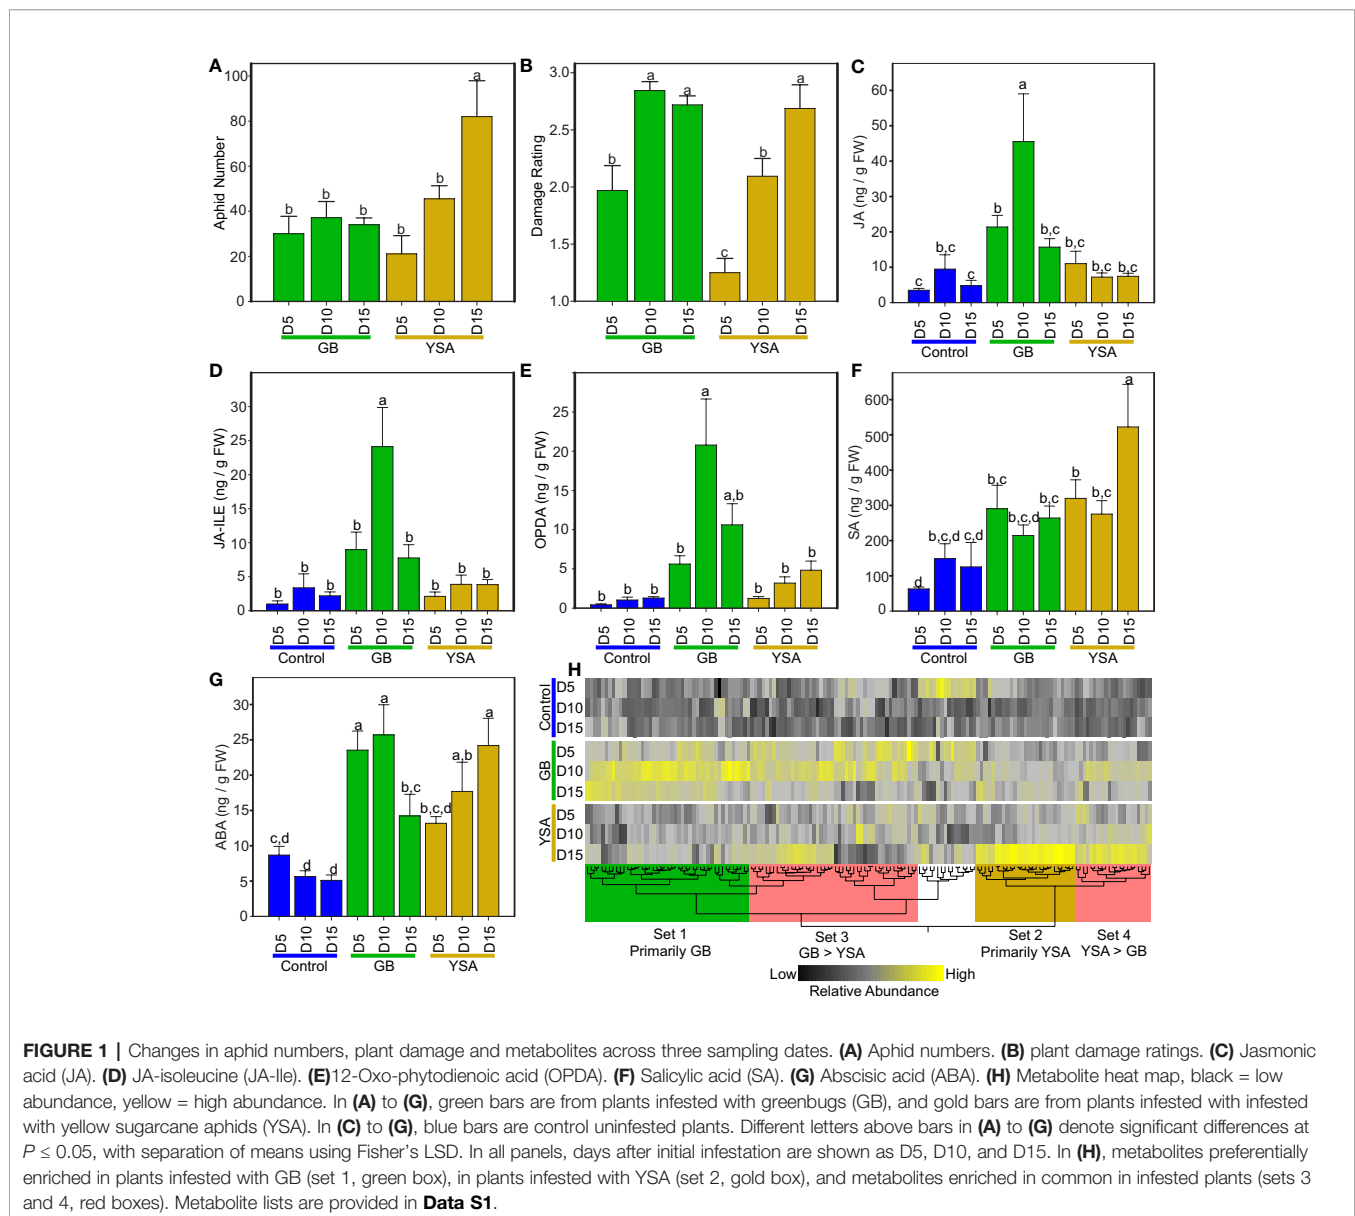 A
100
80
60
40
20
0
Aphid Number
b
b
b
b
b
a
D5
D10
D15
D5
D10
D15
GB
YSA
B
3.0
2.5
2.0
1.5
1.0
Damage Rating
b
a
a
c
b
a
D5
D10
D15
D5
D10
D15
GB
YSA
C
60
50
40
30
20
10
0
JA (ng / g FW)
c
b,c
c
b
a
b
b,c
b,c
b,c
D5
D10
D15
D5
D10
D15
D5
D10
D15
Control
GB
YSA
D
30
25
20
15
10
5
0
JA-ILE (ng / g FW)
b
b
b
b
a
b
b
b
b
D5
D10
D15
D5
D10
D15
D5
D10
D15
Control
GB
YSA
E
25
20
15
10
5
0
OPDA (ng / g FW)
b
b
b
b
a
a,b
b
b
b
D5
D10
D15
D5
D10
D15
D5
D10
D15
Control
GB
YSA
F
600
500
400
300
200
100
0
SA (ng / g FW)
d
b,c,d
c,d
b,c
b,c,d
b,c
b
b,c
a
D5
D10
D15
D5
D10
D15
D5
D10
D15
Control
GB
YSA
G
30
25
20
15
10
5
0
ABA (ng / g FW)
c,d
d
d
a
a
b,c
b,c,d
a,b
a
D5
D10
D15
D5
D10
D15
D5
D10
D15
Control
GB
YSA
H
Control
D5
D10
D15
GB
D5
D10
D15
YSA
D5
D10
D15
Set 1
Primarily GB
Set 3
GB > YSA
Set 2
Primarily YSA
Set 4
YSA > GB
Low
High
Relative Abundance
FIGURE 1 | Changes in aphid numbers, plant damage and metabolites across three sampling dates. (A) Aphid numbers. (B) plant damage ratings. (C) Jasmonic
acid (JA). (D) JA-isoleucine (JA-Ile). (E)12-Oxo-phytodienoic acid (OPDA). (F) Salicylic acid (SA). (G) Abscisic acid (ABA). (H) Metabolite heat map, black = low
abundance, yellow = high abundance. In (A) to (G), green bars are from plants infested with greenbugs (GB), and gold bars are from plants infested with infested
with yellow sugarcane aphids (YSA). In (C) to (G), blue bars are control uninfested plants. Different letters above bars in (A) to (G) denote significant differences at
P ≤ 0.05, with separation of means using Fisher's LSD. In all panels, days after initial infestation are shown as D5, D10, and D15. In (H), metabolites preferentially
enriched in plants infested with GB (set 1, green box), in plants infested with YSA (set 2, gold box), and metabolites enriched in common in infested plants (sets 3
and 4, red boxes). Metabolite lists are provided in Data S1.